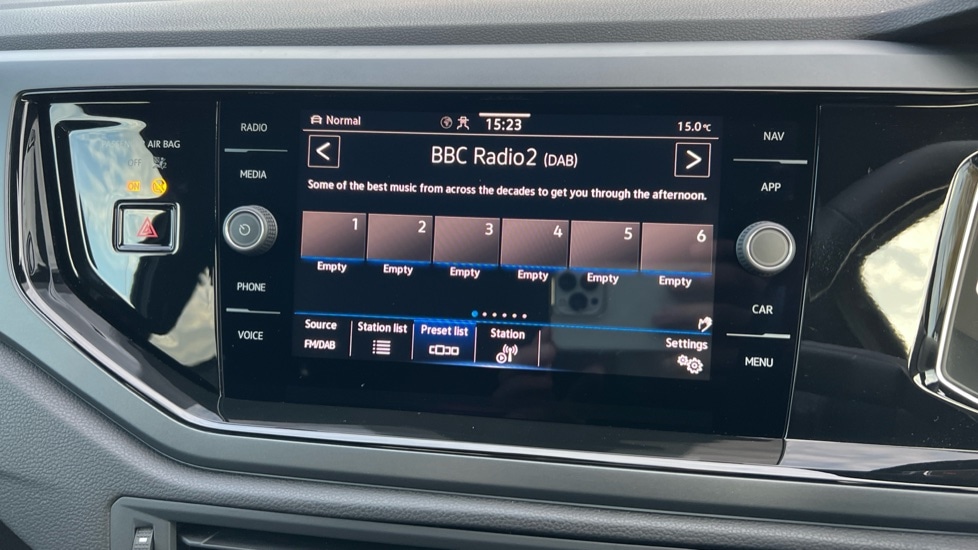 AIR BAG
OFF
ON
RADIO
MEDIA
PHONE
VOICE
Normal
15:23
15.0°C
<
BBC Radio2 (DAB)
>
Some of the best music from across the decades to get you through the afternoon.
1 2 3 4 5 6
Empty Empty Empty Empty Empty Empty
Source Station list Preset list Station Settings
FM/DAB
NAV
APP
CAR
MENU